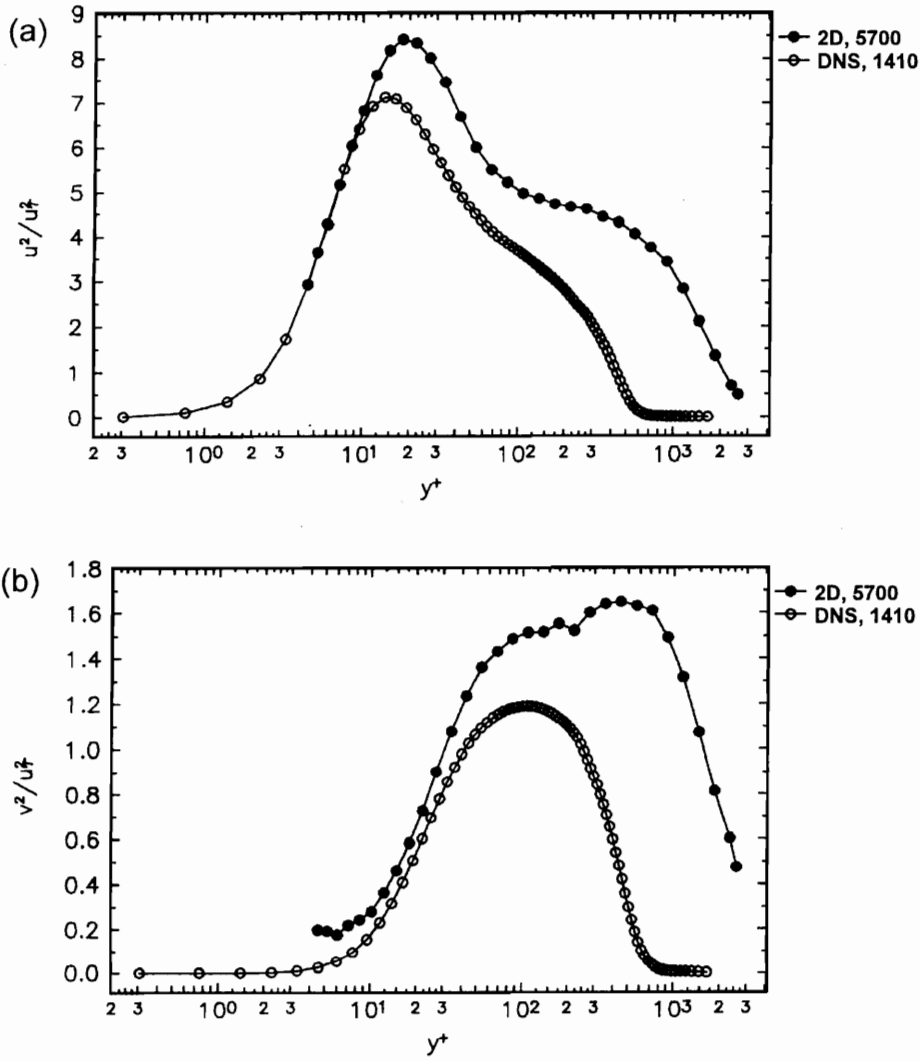 (a)
9
8
7
6
5
4
3
2
1
0
u²/u²τ
2 3 10⁰ 2 3 10¹ 2 3 10² 2 3 10³ 2 3
y⁺
2D, 5700
DNS, 1410
(b)
1.8
1.6
1.4
1.2
1.0
0.8
0.6
0.4
0.2
0.0
v²/u²τ
2 3 10⁰ 2 3 10¹ 2 3 10² 2 3 10³ 2 3
y⁺
2D, 5700
DNS, 1410